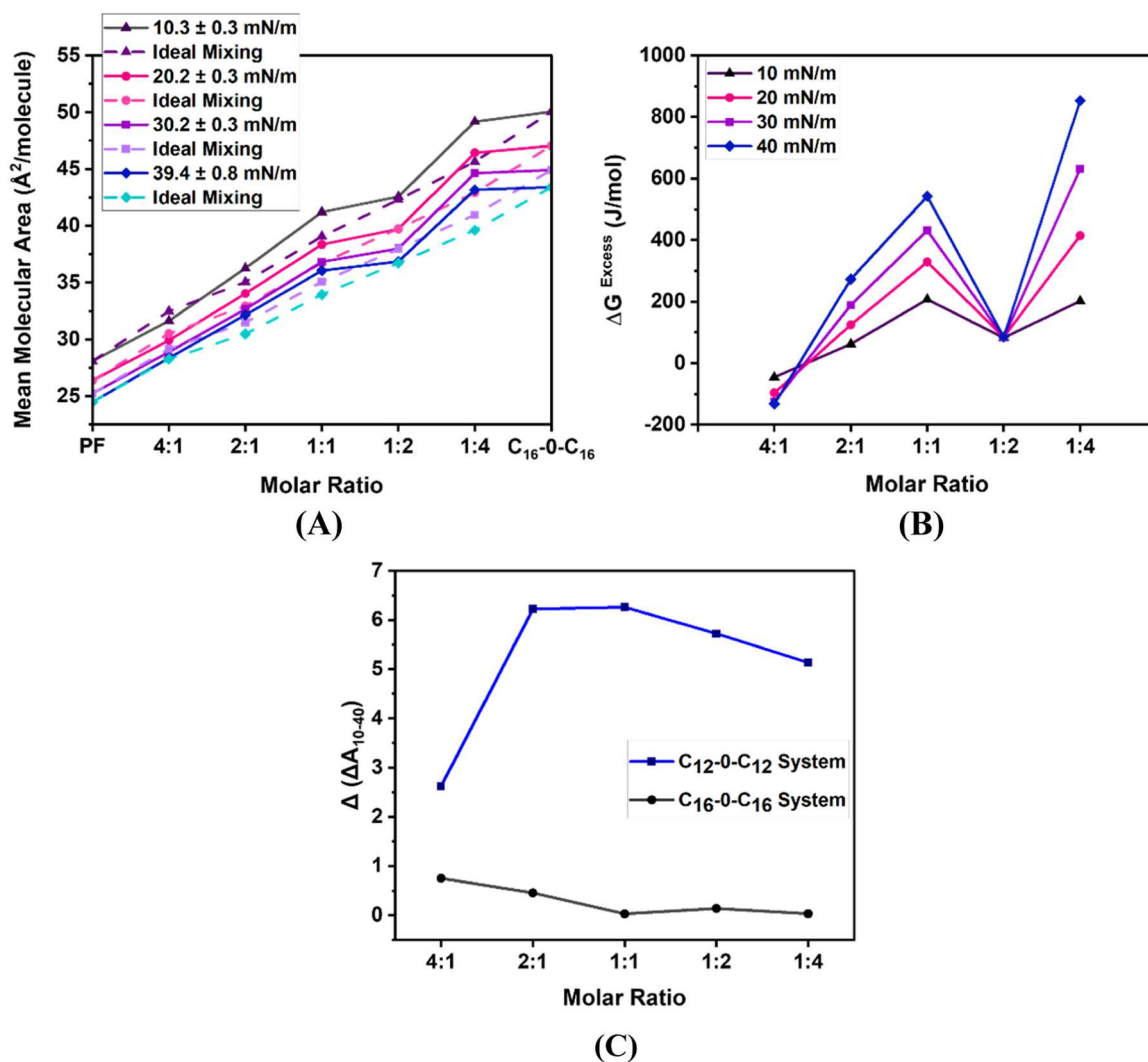 10.3 ± 0.3 mN/m
Ideal Mixing
20.2 ± 0.3 mN/m
Ideal Mixing
30.2 ± 0.3 mN/m
Ideal Mixing
39.4 ± 0.8 mN/m
Ideal Mixing
55
50
45
40
35
30
25
Mean Molecular Area (Å²/molecule)
PF 4:1 2:1 1:1 1:2 1:4 C₁₆-0-C₁₆
Molar Ratio
(A)
10 mN/m
20 mN/m
30 mN/m
40 mN/m
1000
800
600
400
200
0
-200
ΔG Excess (J/mol)
4:1 2:1 1:1 1:2 1:4
Molar Ratio
(B)
7
6
5
4
3
2
1
0
Δ (ΔA₁₀₋₄₀)
C₁₂-0-C₁₂ System
C₁₆-0-C₁₆ System
4:1 2:1 1:1 1:2 1:4
Molar Ratio
(C)